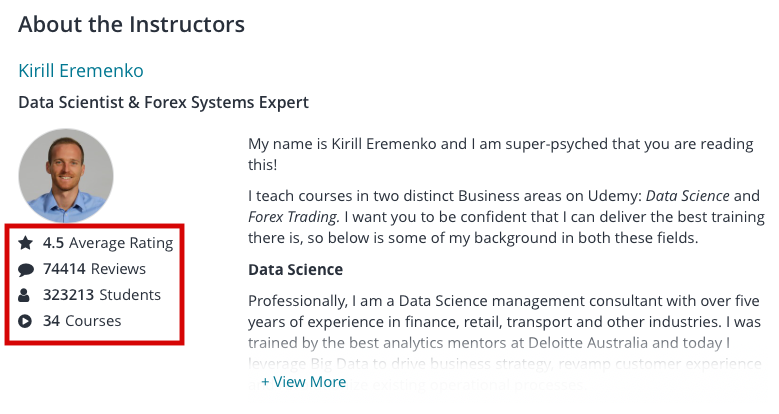 About the Instructors
Kirill Eremenko
Data Scientist & Forex Systems Expert
4.5 Average Rating
74414 Reviews
323213 Students
34 Courses
My name is Kirill Eremenko and I am super-psyched that you are reading
this!
I teach courses in two distinct Business areas on Udemy: Data Science and
Forex Trading. I want you to be confident that I can deliver the best training
there is, so below is some of my background in both these fields.
Data Science
Professionally, I am a Data Science management consultant with over five
years of experience in finance, retail, transport and other industries. I was
trained by the best analytics mentors at Deloitte Australia and today I
leverage Big Data to drive business strategy, revamp customer experience
+ View More